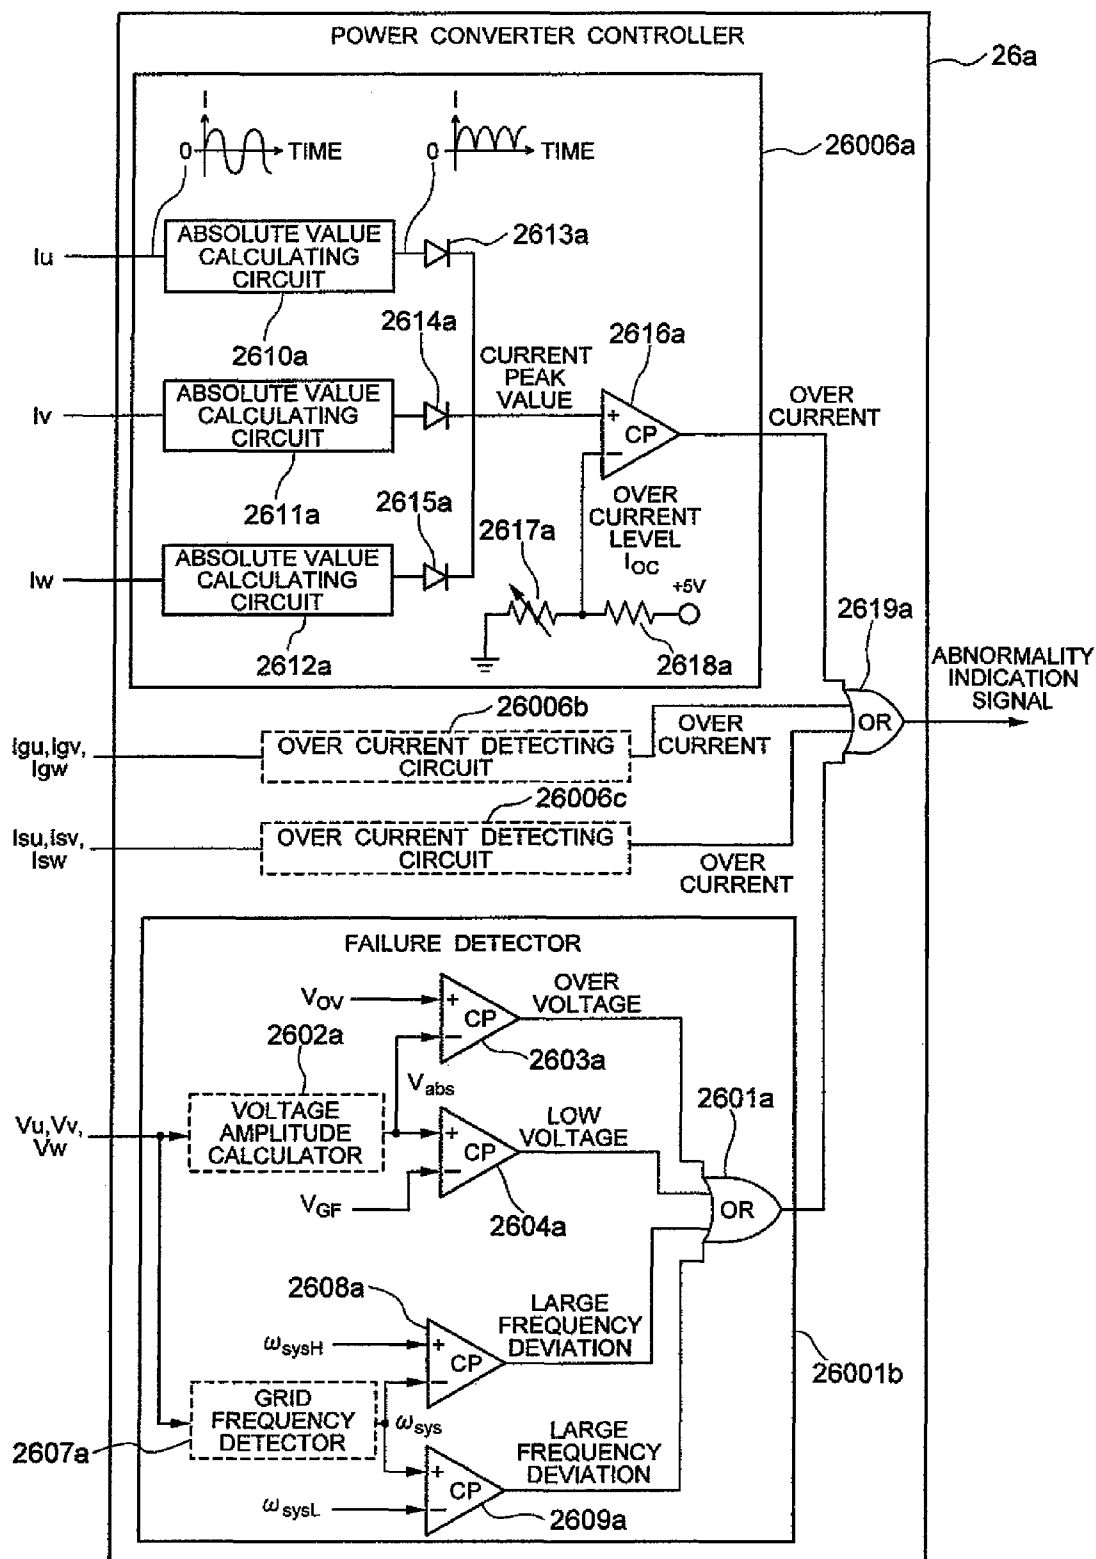 POWER CONVERTER CONTROLLER
26a
I
I
0
TIME
0
TIME
26006a
Iu
ABSOLUTE VALUE
CALCULATING
CIRCUIT
2613a
2610a
2614a
Iv
ABSOLUTE VALUE
CALCULATING
CIRCUIT
CURRENT
PEAK
VALUE
2616a
+
CP
−
OVER
CURRENT
2611a
2615a
2617a
OVER
CURRENT
LEVEL
IOC
Iw
ABSOLUTE VALUE
CALCULATING
CIRCUIT
+5V
2612a
2618a
2619a
OR
ABNORMALITY
INDICATION
SIGNAL
26006b
Igu,Igv,
Igw
OVER CURRENT DETECTING
CIRCUIT
OVER
CURRENT
26006c
Isu,Isv,
Isw
OVER CURRENT DETECTING
CIRCUIT
OVER
CURRENT
FAILURE DETECTOR
VOV
+
CP
−
OVER
VOLTAGE
2603a
2602a
Vabs
Vu,Vv,
Vw
VOLTAGE
AMPLITUDE
CALCULATOR
+
CP
−
LOW
VOLTAGE
2601a
VGF
2604a
OR
2608a
ωsysH
+
CP
−
LARGE
FREQUENCY
DEVIATION
26001b
GRID
FREQUENCY
DETECTOR
2607a
ωsys
+
CP
−
LARGE
FREQUENCY
DEVIATION
ωsysL
2609a